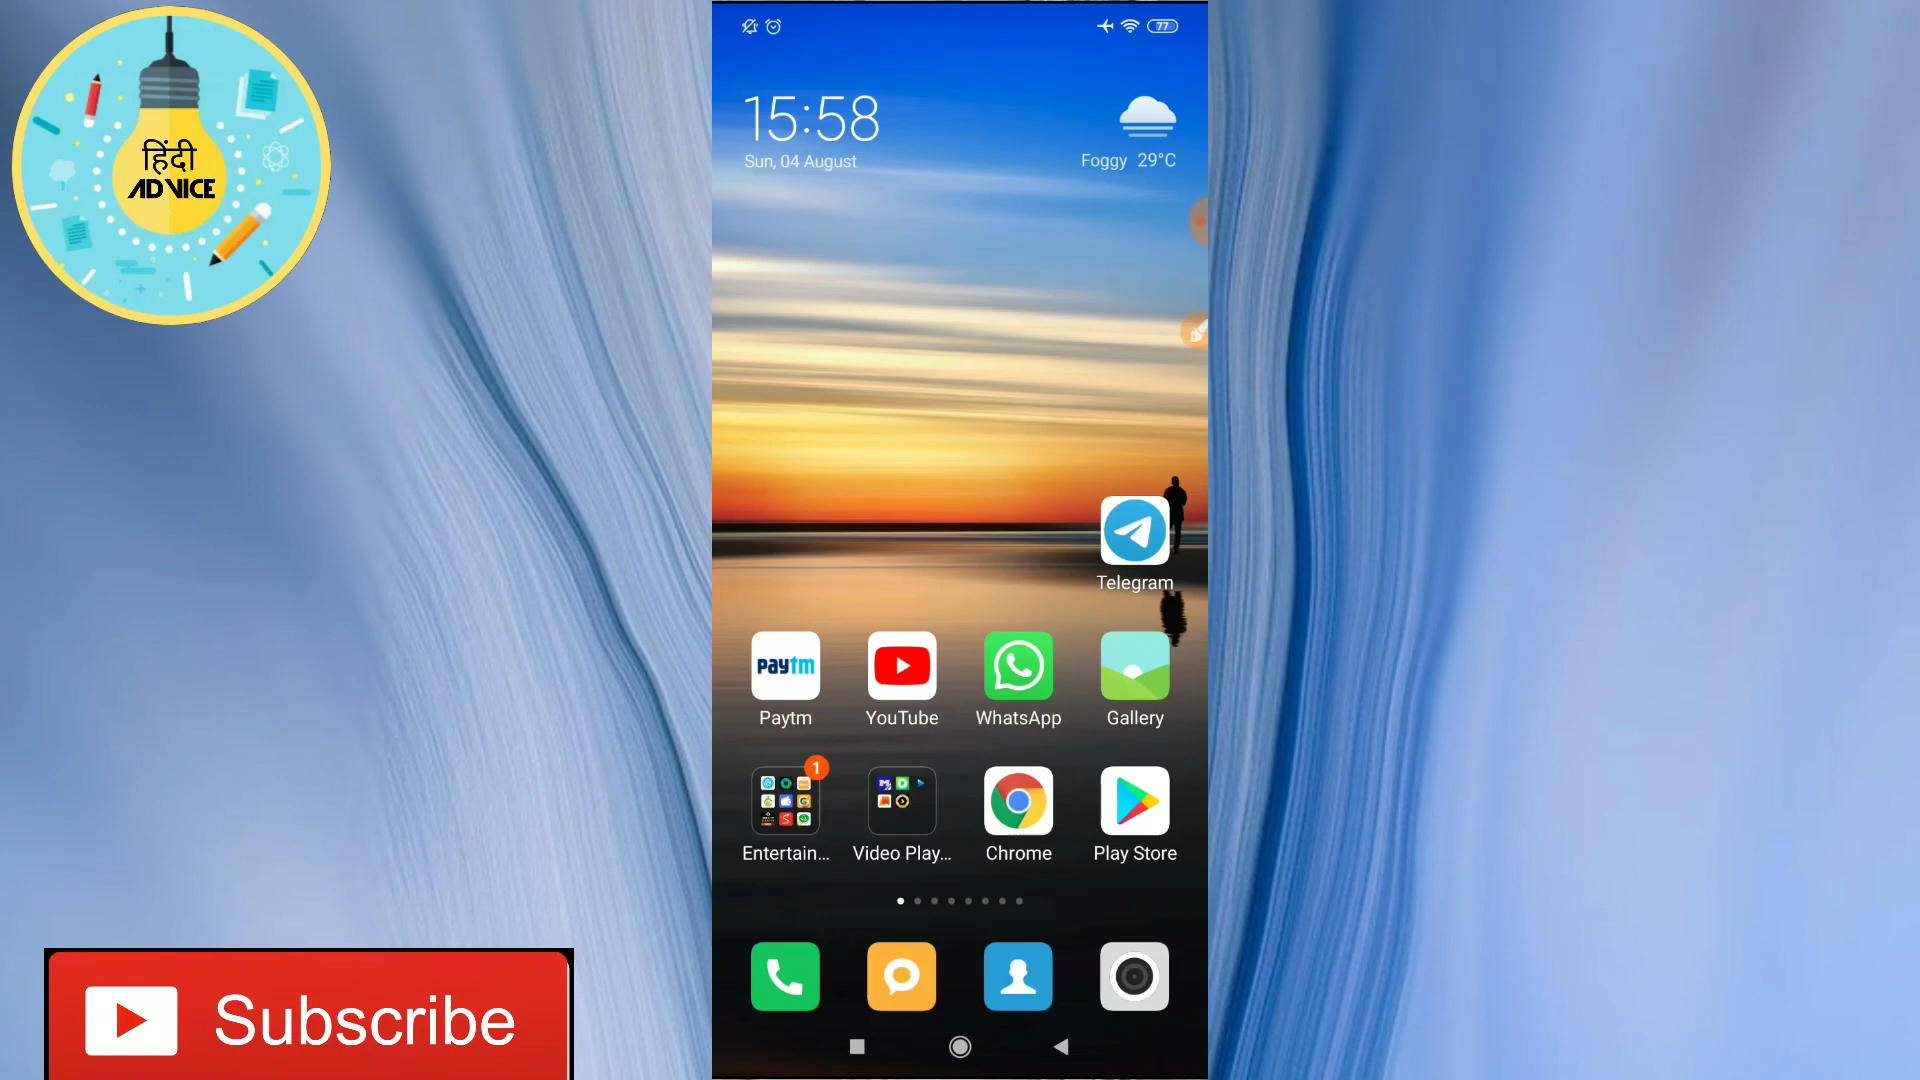 हिंदी
ADVICE
77
15:58
Sun, 04 August
Foggy 29°C
Telegram
paytm
Paytm
YouTube
WhatsApp
Gallery
1
Entertain...
Video Play...
Chrome
Play Store
Subscribe